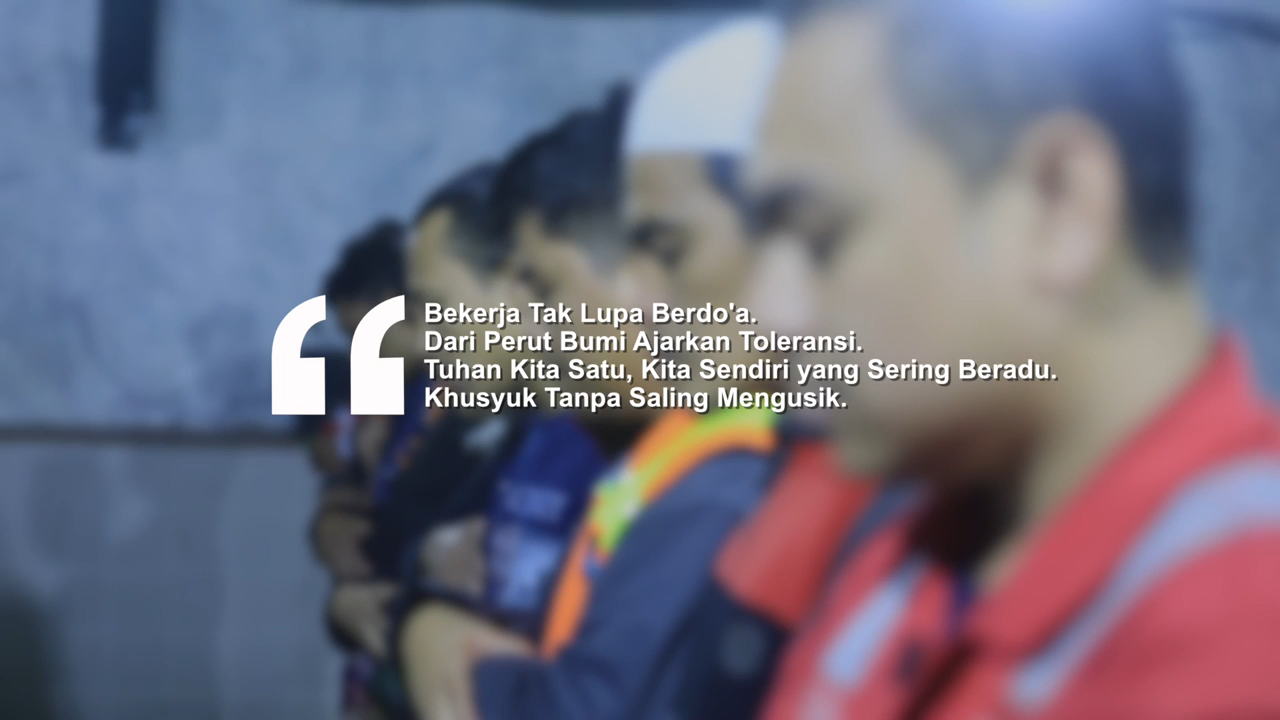 Bekerja Tak Lupa Berdo'a.
Dari Perut Bumi Ajarkan Toleransi.
Tuhan Kita Satu, Kita Sendiri yang Sering Beradu.
Khusyuk Tanpa Saling Mengusik.